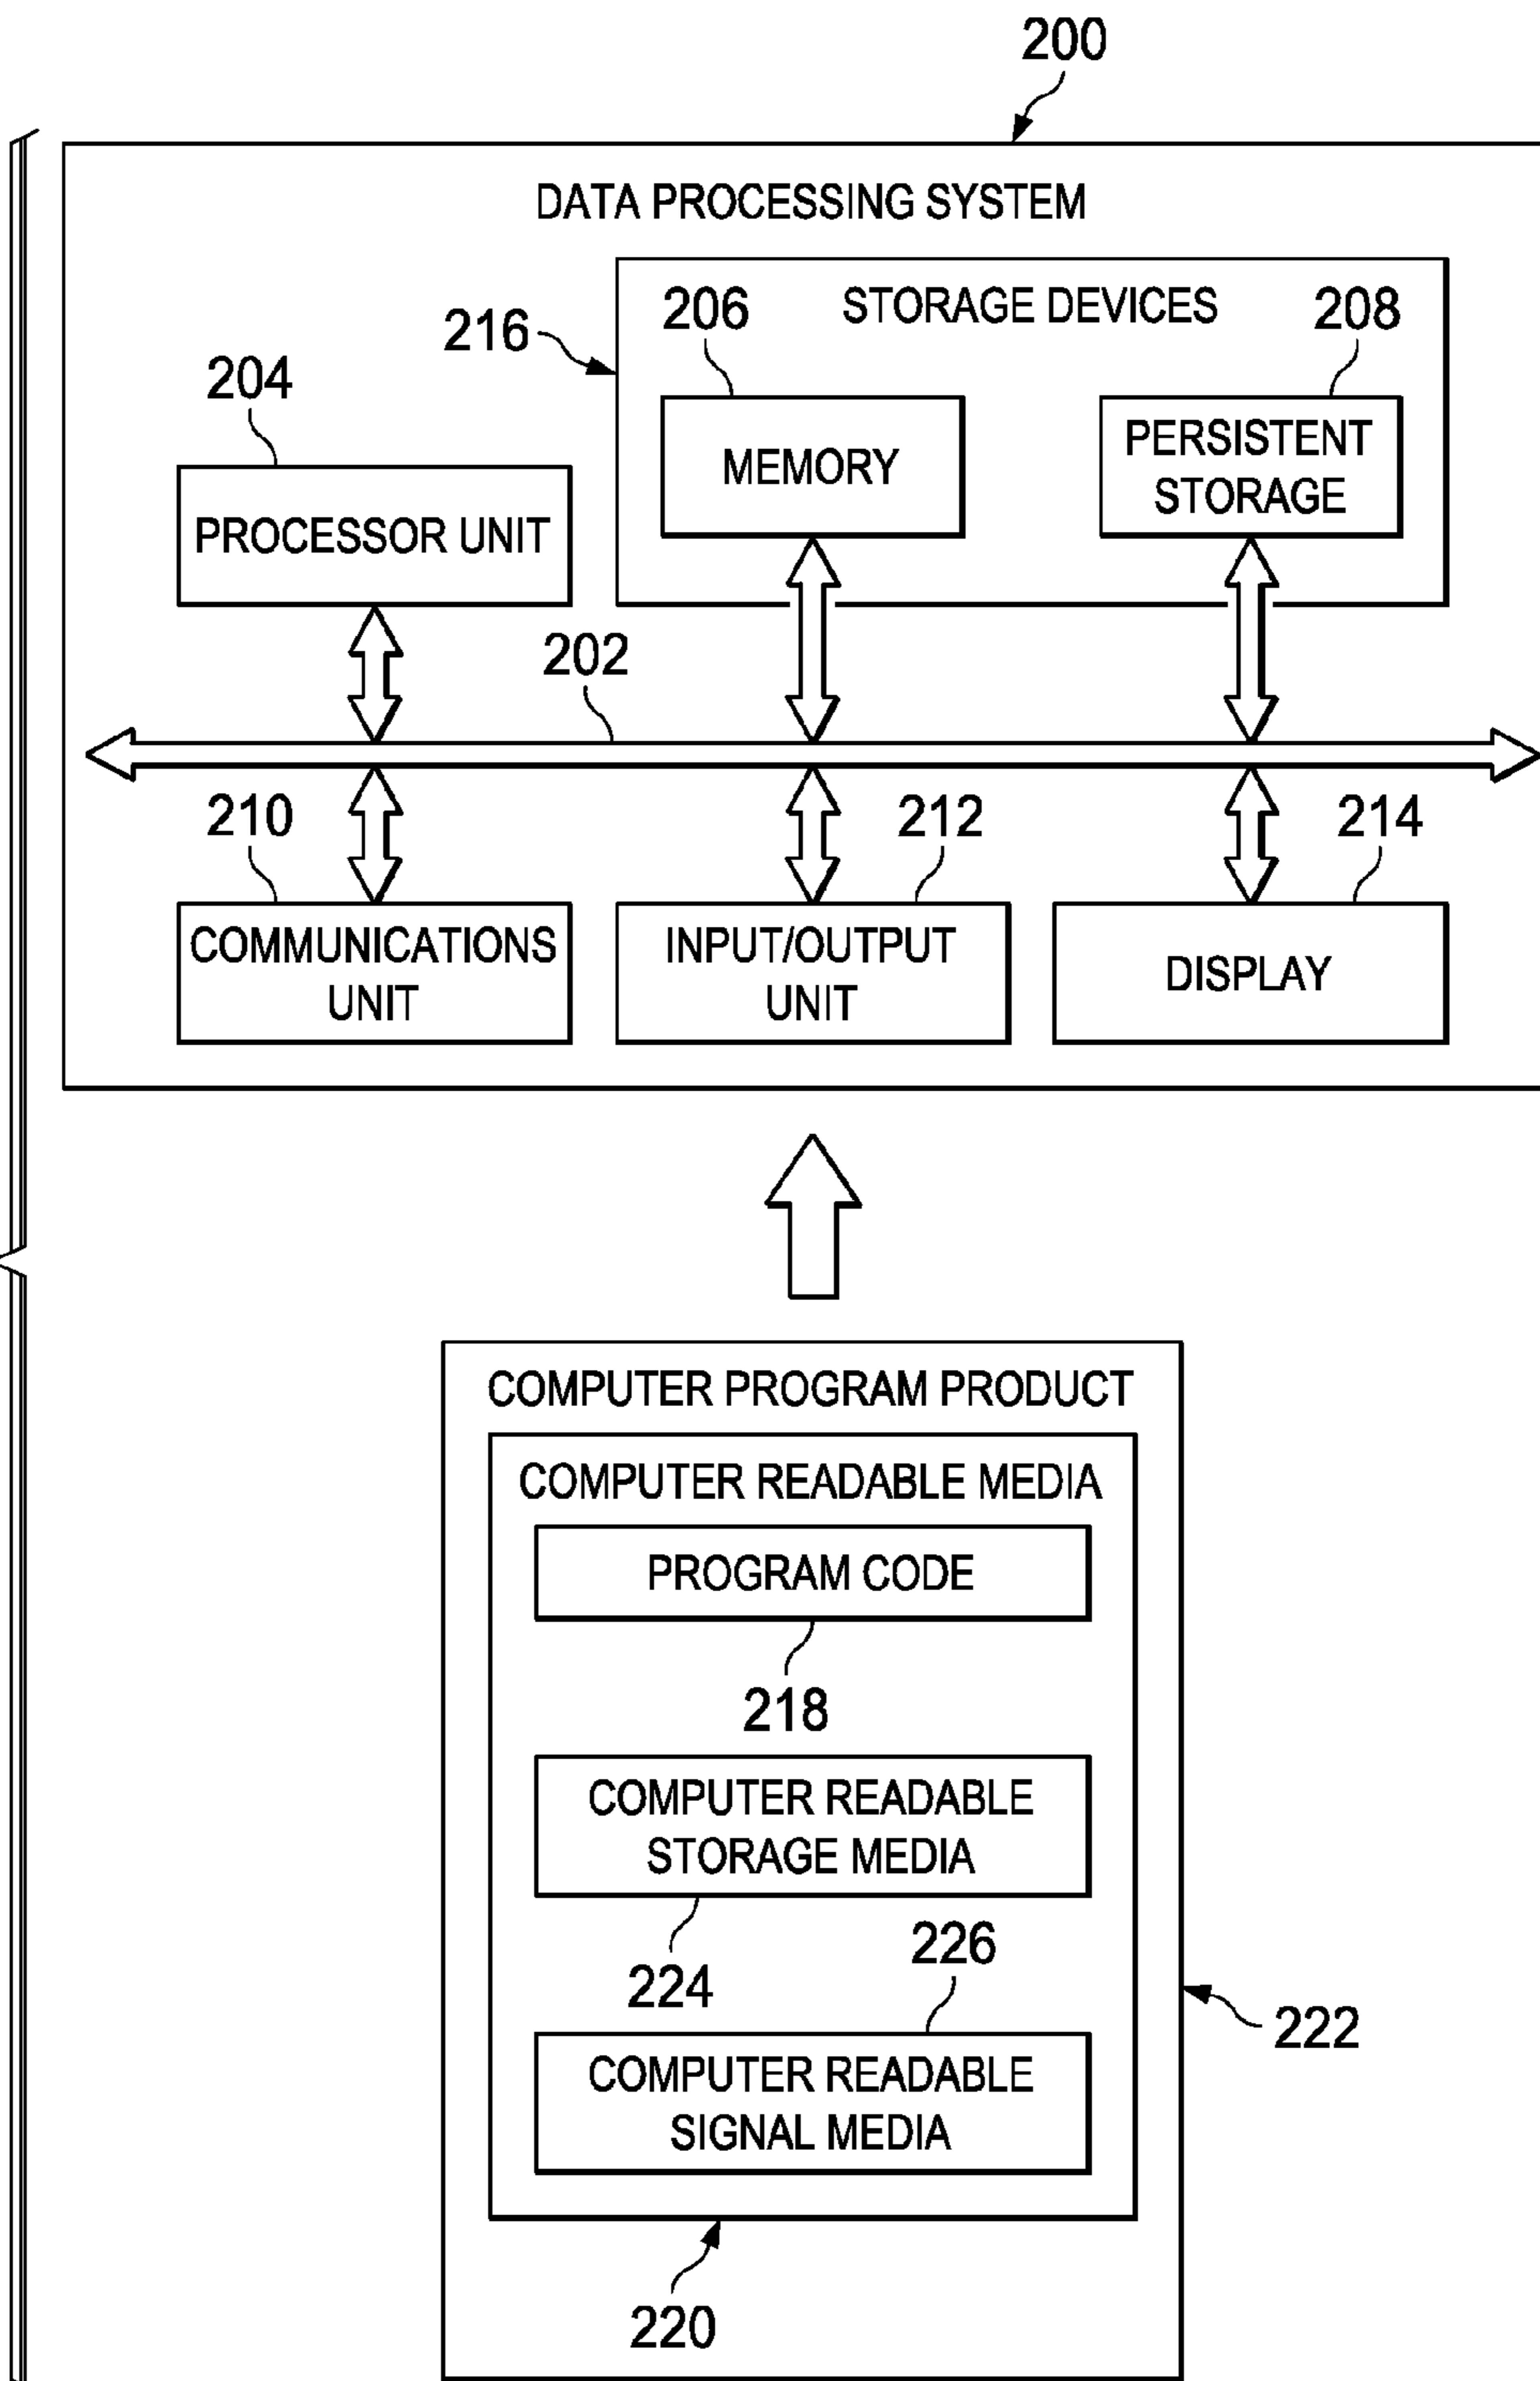 200
DATA PROCESSING SYSTEM
216
206
STORAGE DEVICES
208
204
MEMORY
PERSISTENT
STORAGE
PROCESSOR UNIT
202
210
212
214
COMMUNICATIONS
UNIT
INPUT/OUTPUT
UNIT
DISPLAY
COMPUTER PROGRAM PRODUCT
COMPUTER READABLE MEDIA
PROGRAM CODE
218
COMPUTER READABLE
STORAGE MEDIA
224
226
222
COMPUTER READABLE
SIGNAL MEDIA
220